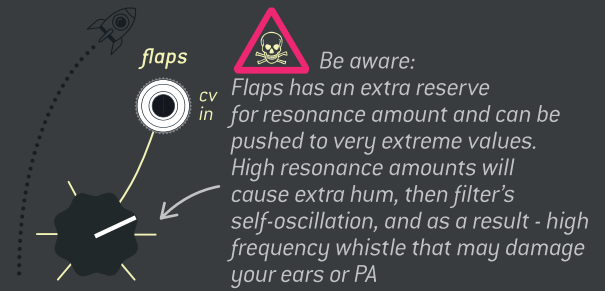 flaps
cv
in
Be aware:
Flaps has an extra reserve
for resonance amount and can be
pushed to very extreme values.
High resonance amounts will
cause extra hum, then filter's
self-oscillation, and as a result - high
frequency whistle that may damage
your ears or PA